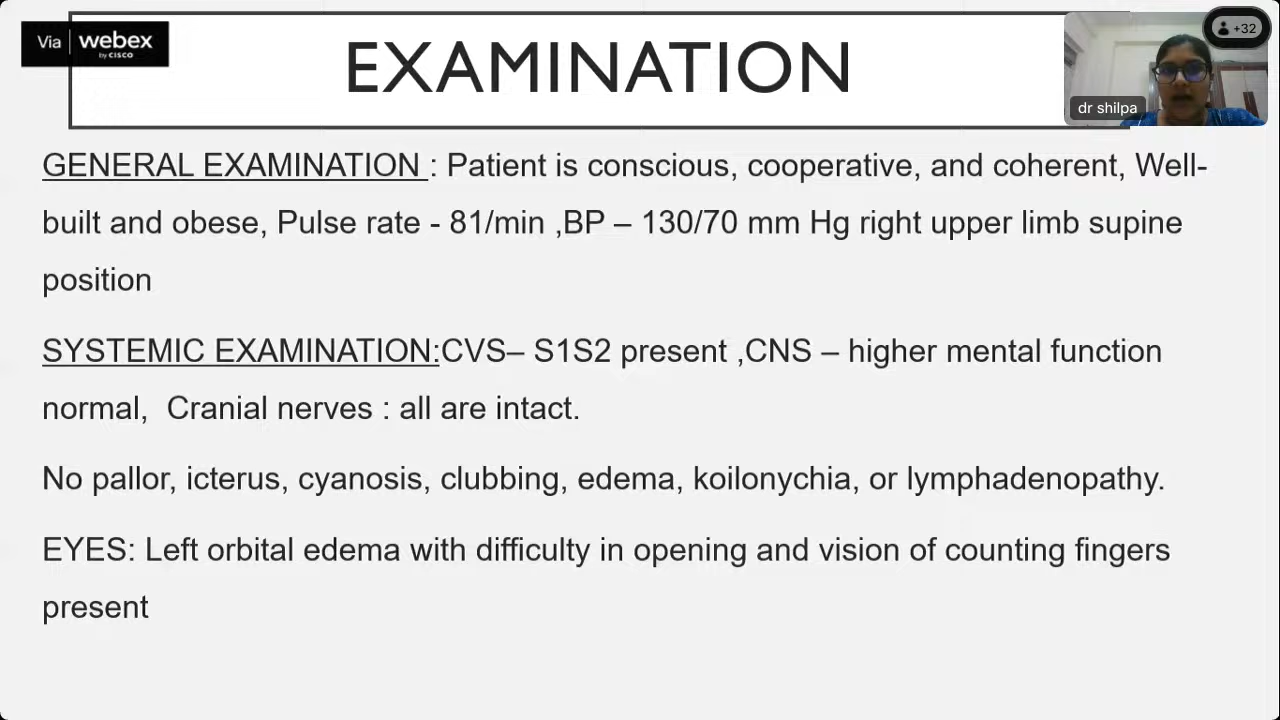 Via webex
by CISCO
EXAMINATION
+32
dr shilpa
GENERAL EXAMINATION : Patient is conscious, cooperative, and coherent, Well-
built and obese, Pulse rate - 81/min ,BP – 130/70 mm Hg right upper limb supine
position
SYSTEMIC EXAMINATION:CVS– S1S2 present ,CNS – higher mental function
normal,  Cranial nerves : all are intact.
No pallor, icterus, cyanosis, clubbing, edema, koilonychia, or lymphadenopathy.
EYES: Left orbital edema with difficulty in opening and vision of counting fingers
present